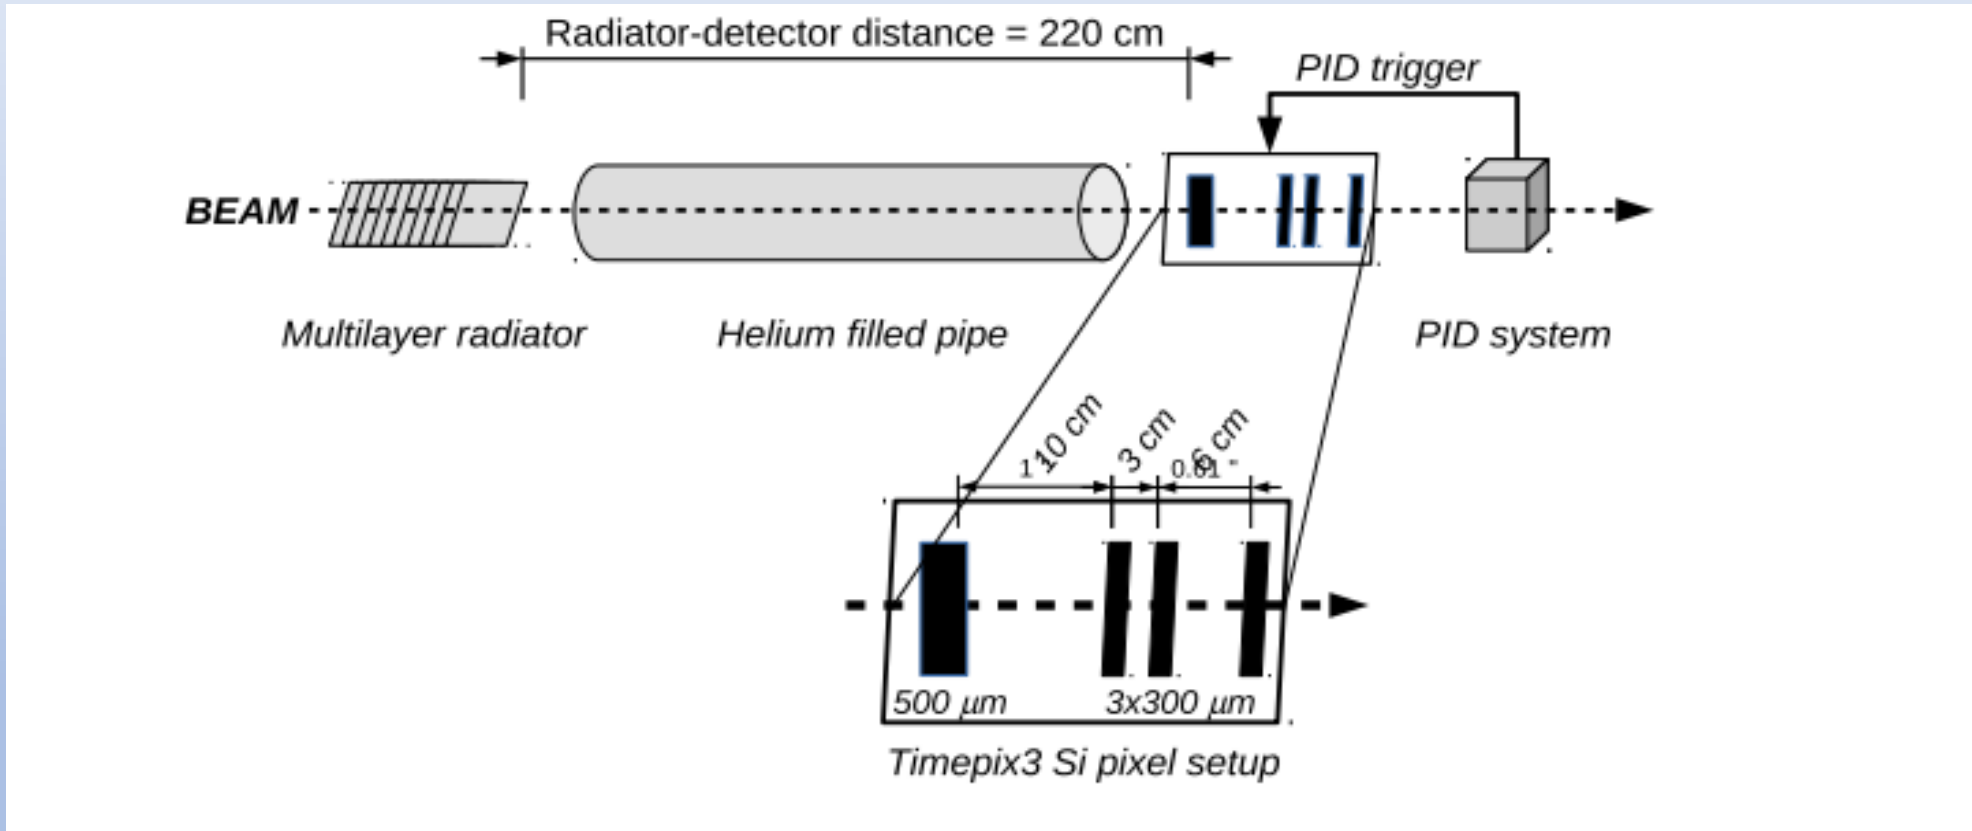 Radiator-detector distance = 220 cm
PID trigger
BEAM
Multilayer radiator
Helium filled pipe
PID system
10 cm
3 cm
6 cm
500 µm
3x300 µm
Timepix3 Si pixel setup